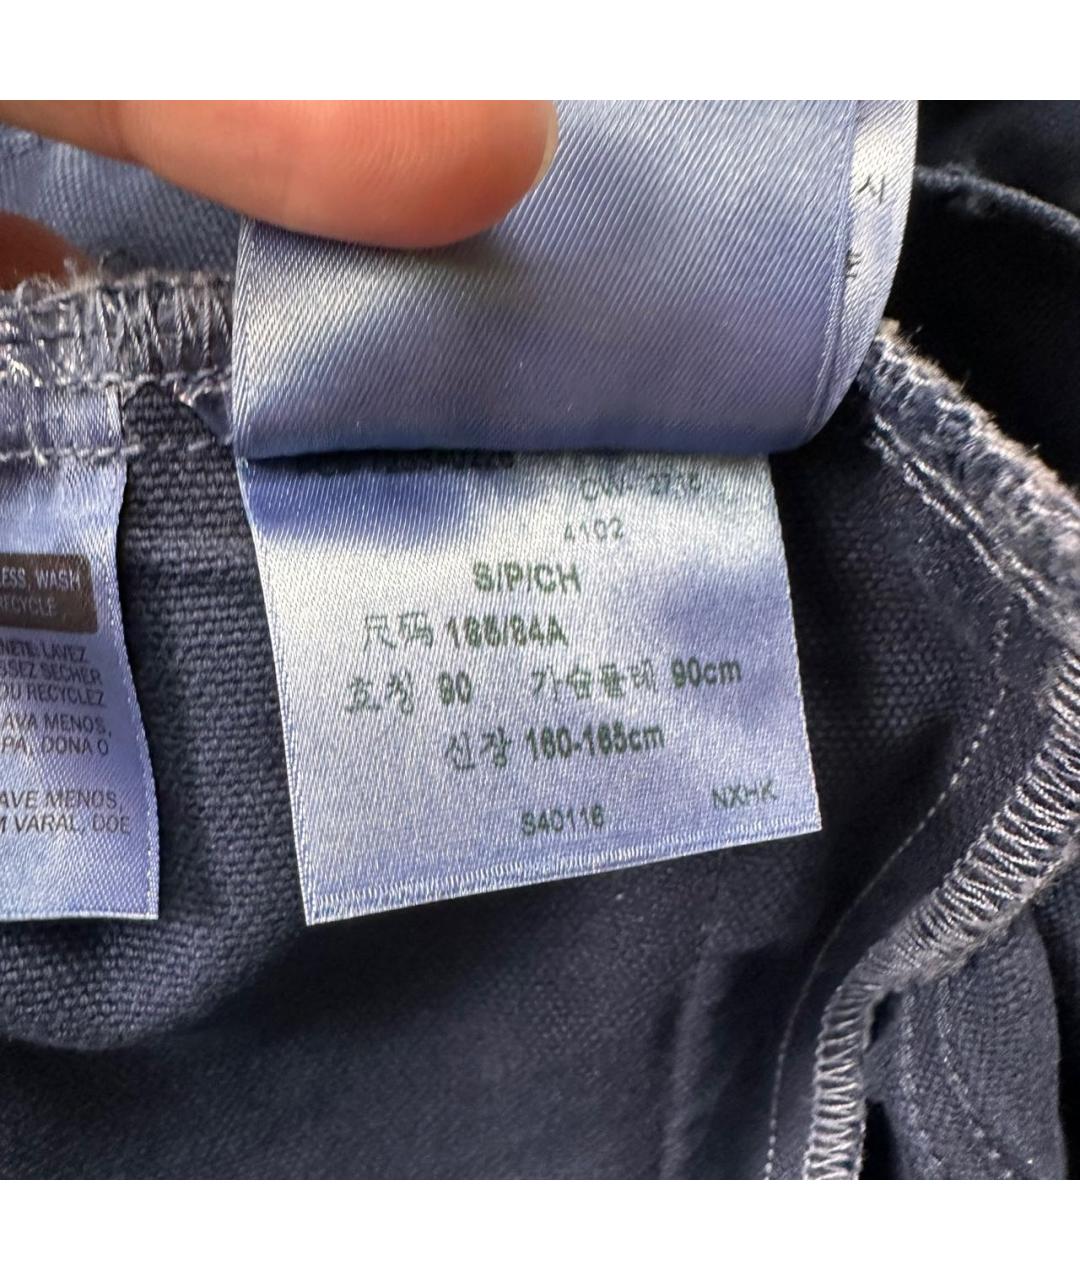 LESS, WASH
RECYCLE
NETE: LAVEZ
SSEZ SECHER
OU RECYCLEZ
AVA MENOS,
PA, DONA O
AVE MENOS,
M VARAL, DOE
4102
S/P/CH
尺码 165/84A
호칭 90 가슴둘레 90cm
신장 160-165cm
S40116 NXHK